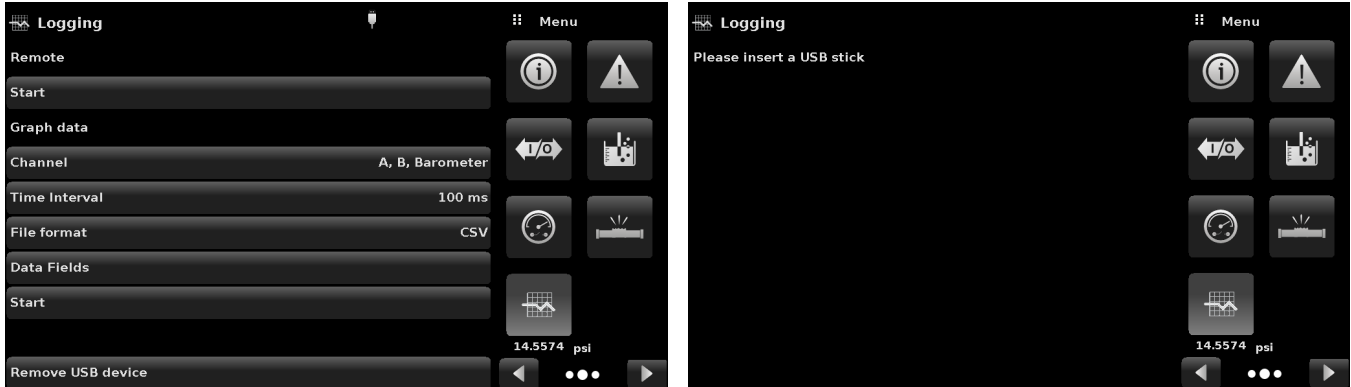 Logging
Menu
Remote
Start
Graph data
Channel A, B, Barometer
Time Interval 100 ms
File format CSV
Data Fields
Start
Remove USB device
I/O
14.5574 psi
Logging
Menu
Please insert a USB stick
I/O
14.5574 psi